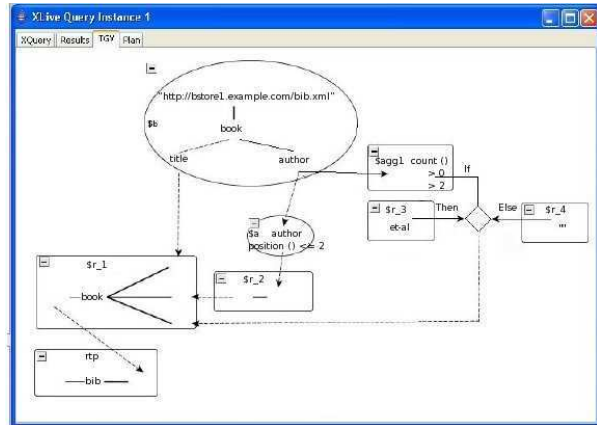 XLive Query Instance 1
XQuery Results TGV Plan
"http://bstore1.example.com/bib.xml"
$b
book
title author
$agg1 count ()
> 0
> 2
If
$r_3
et-al
Then
Else
$r_4
""
$a author
position () <= 2
$r_1
book
$r_2
rtp
bib